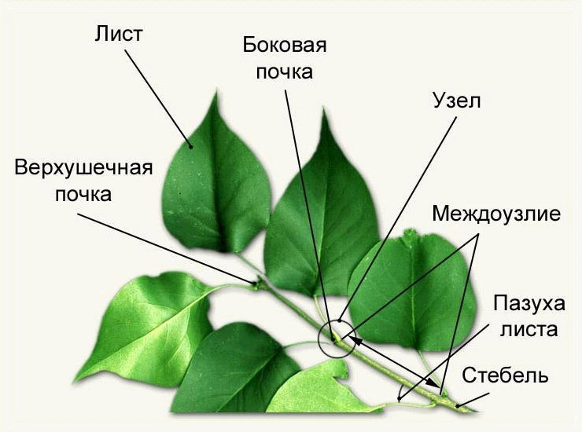 Лист
Боковая
почка
Узел
Верхушечная
почка
Междоузлие
Пазуха
листа
Стебель